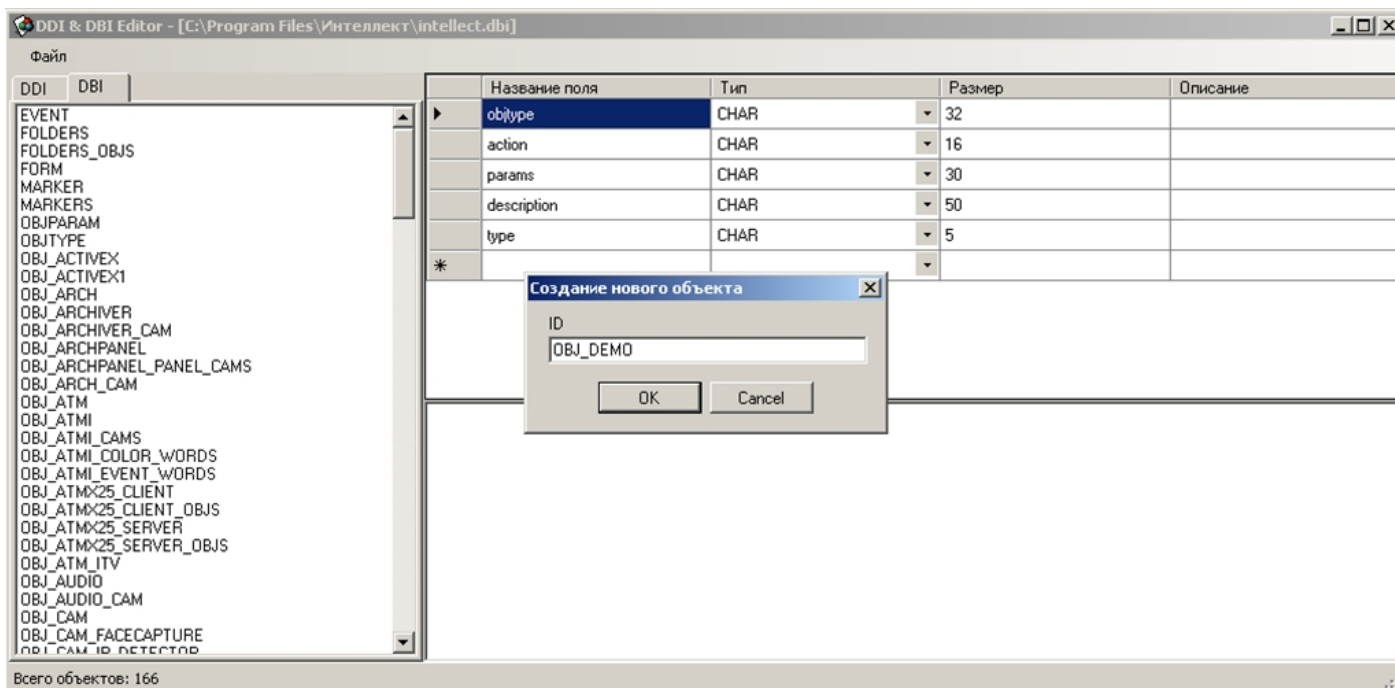 DDI & DBI Editor - [C:\Program Files\Интеллект\intellect.dbi]
Файл
DDI DBI
EVENT
FOLDERS
FOLDERS_OBJS
FORM
MARKER
MARKERS
OBJPARAM
OBJTYPE
OBJ_ACTIVEX
OBJ_ACTIVEX1
OBJ_ARCH
OBJ_ARCHIVER
OBJ_ARCHIVER_CAM
OBJ_ARCHPANEL
OBJ_ARCHPANEL_PANEL_CAMS
OBJ_ARCH_CAM
OBJ_ATM
OBJ_ATMI
OBJ_ATMI_CAMS
OBJ_ATMI_COLOR_WORDS
OBJ_ATMI_EVENT_WORDS
OBJ_ATMX25_CLIENT
OBJ_ATMX25_CLIENT_OBJS
OBJ_ATMX25_SERVER
OBJ_ATMX25_SERVER_OBJS
OBJ_ATM_ITV
OBJ_AUDIO
OBJ_AUDIO_CAM
OBJ_CAM
OBJ_CAM_FACECAPTURE
OBJ_CAM_IR_DETECTOR
Название поля Тип Размер Описание
objtype CHAR 32
action CHAR 16
params CHAR 30
description CHAR 50
type CHAR 5
Создание нового объекта
ID
OBJ_DEMO
OK Cancel
Всего объектов: 166